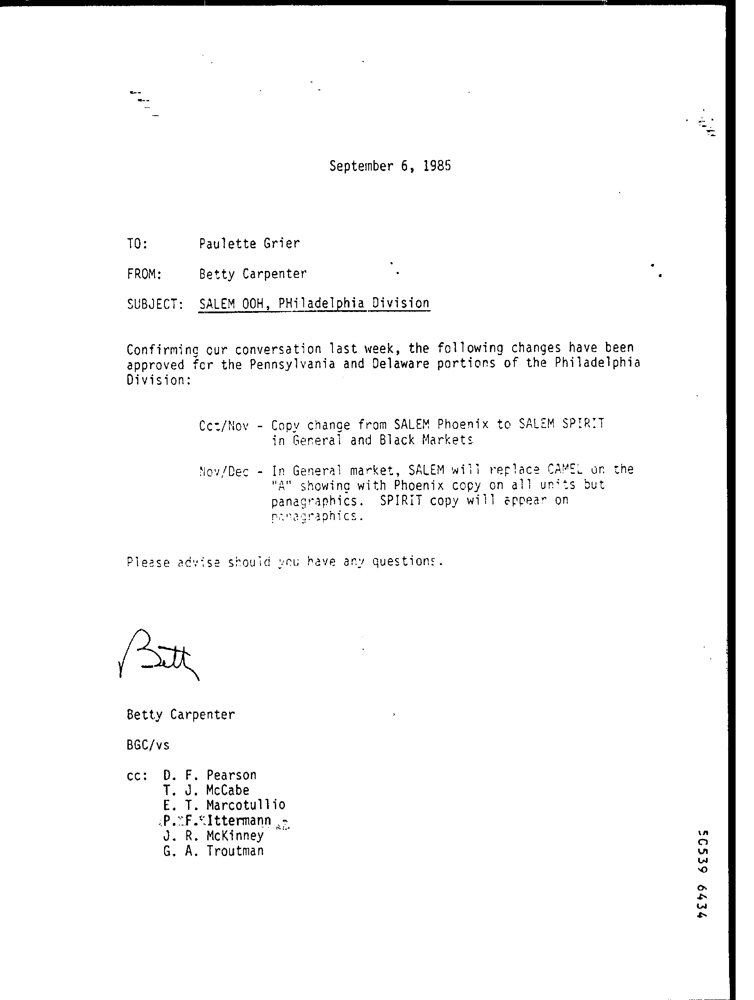 September 6, 1985
TO: Paulette Grier
FROM: Betty Carpenter
SUBJECT: SALEM OOH, PHiladelphia Division
Confirming our conversation last week, the following changes have been
approved for the Pennsylvania and Delaware portions of the Philadelphia
Division:
Oct/Nov - Copy change from SALEM Phoenix to SALEM SPIRIT
in General and Black Markets
Nov/Dec - In General market, SALEM will replace CAMEL on the
"A" showing with Phoenix copy on all units but
panagraphics. SPIRIT copy will appear on
panagraphics.
Please advise should you have any questions.
Betty
Betty Carpenter
BGC/vs
cc: D. F. Pearson
T. J. McCabe
E. T. Marcotullio
P. F. Ittermann
J. R. McKinney
G. A. Troutman
50539 6434